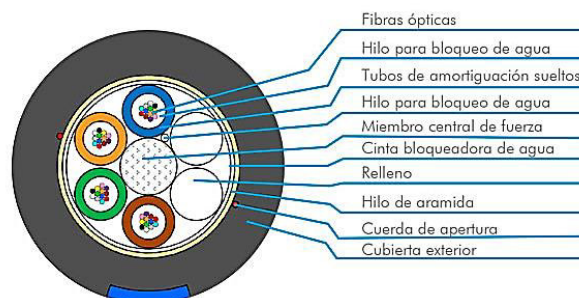 Fibras ópticas
Hilo para bloqueo de agua
Tubos de amortiguación sueltos
Hilo para bloqueo de agua
Miembro central de fuerza
Cinta bloqueadora de agua
Relleno
Hilo de aramida
Cuerda de apertura
Cubierta exterior